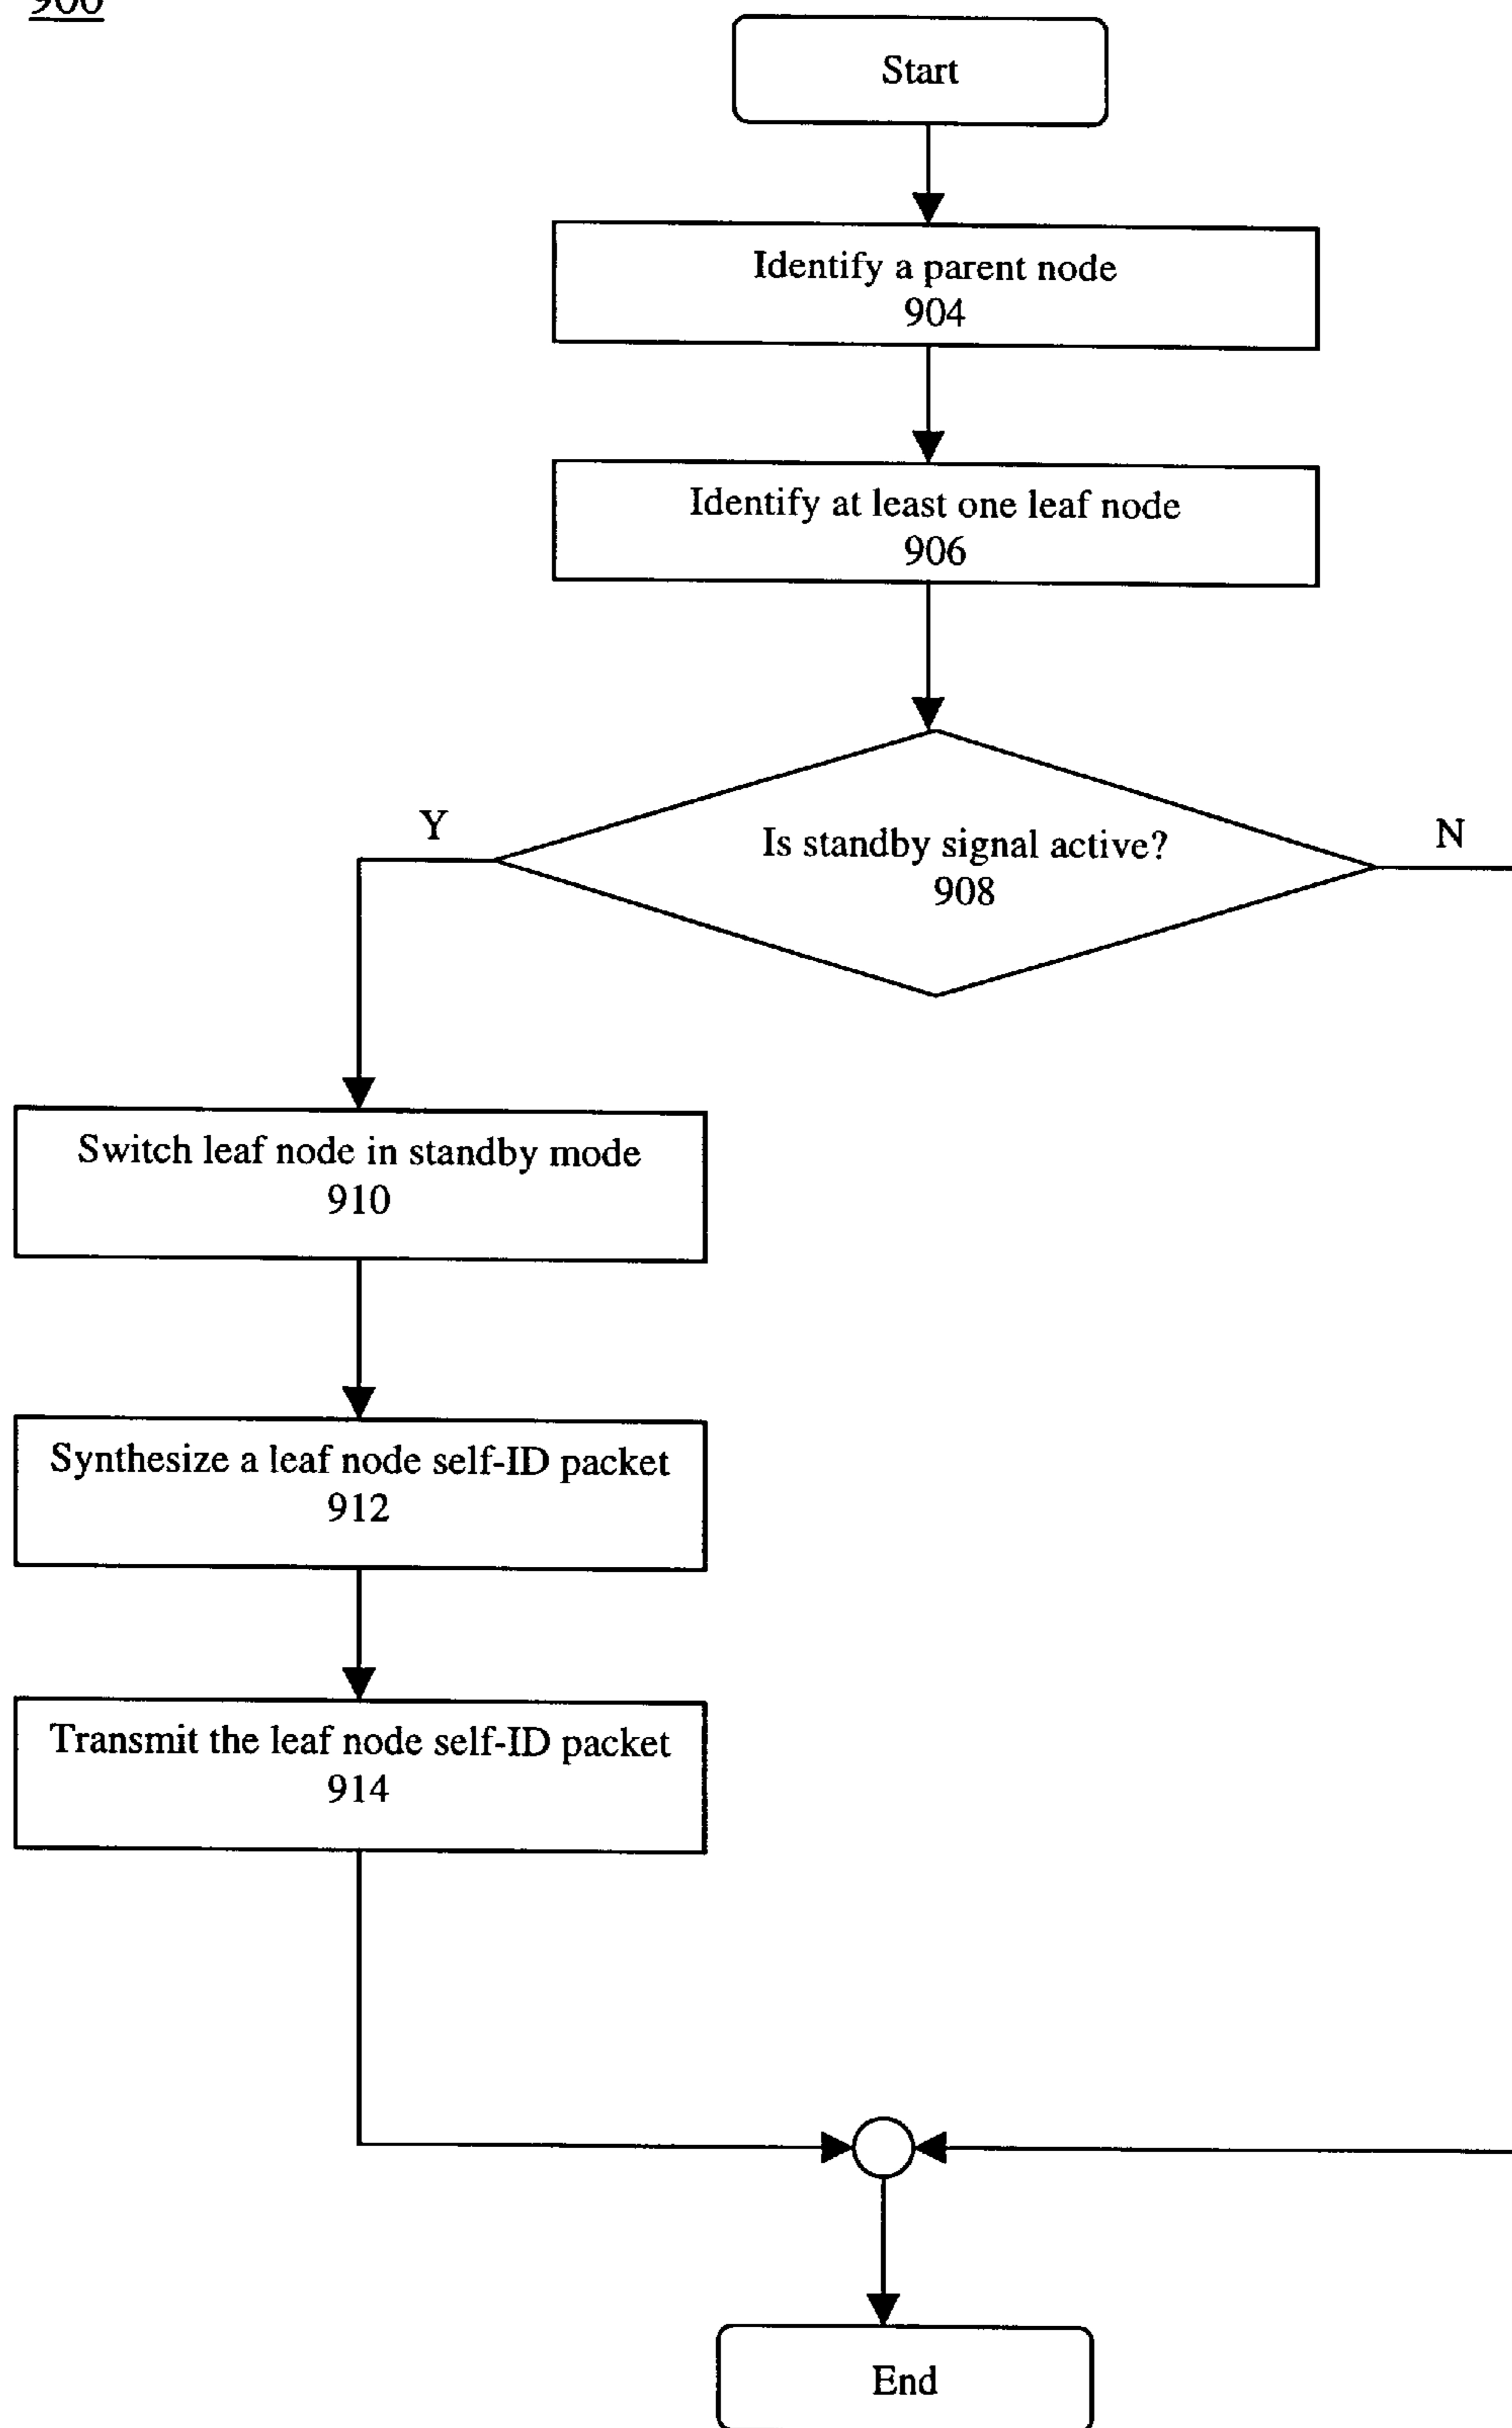 900
Start
Identify a parent node
904
Identify at least one leaf node
906
Y
N
Is standby signal active?
908
Switch leaf node in standby mode
910
Synthesize a leaf node self-ID packet
912
Transmit the leaf node self-ID packet
914
End